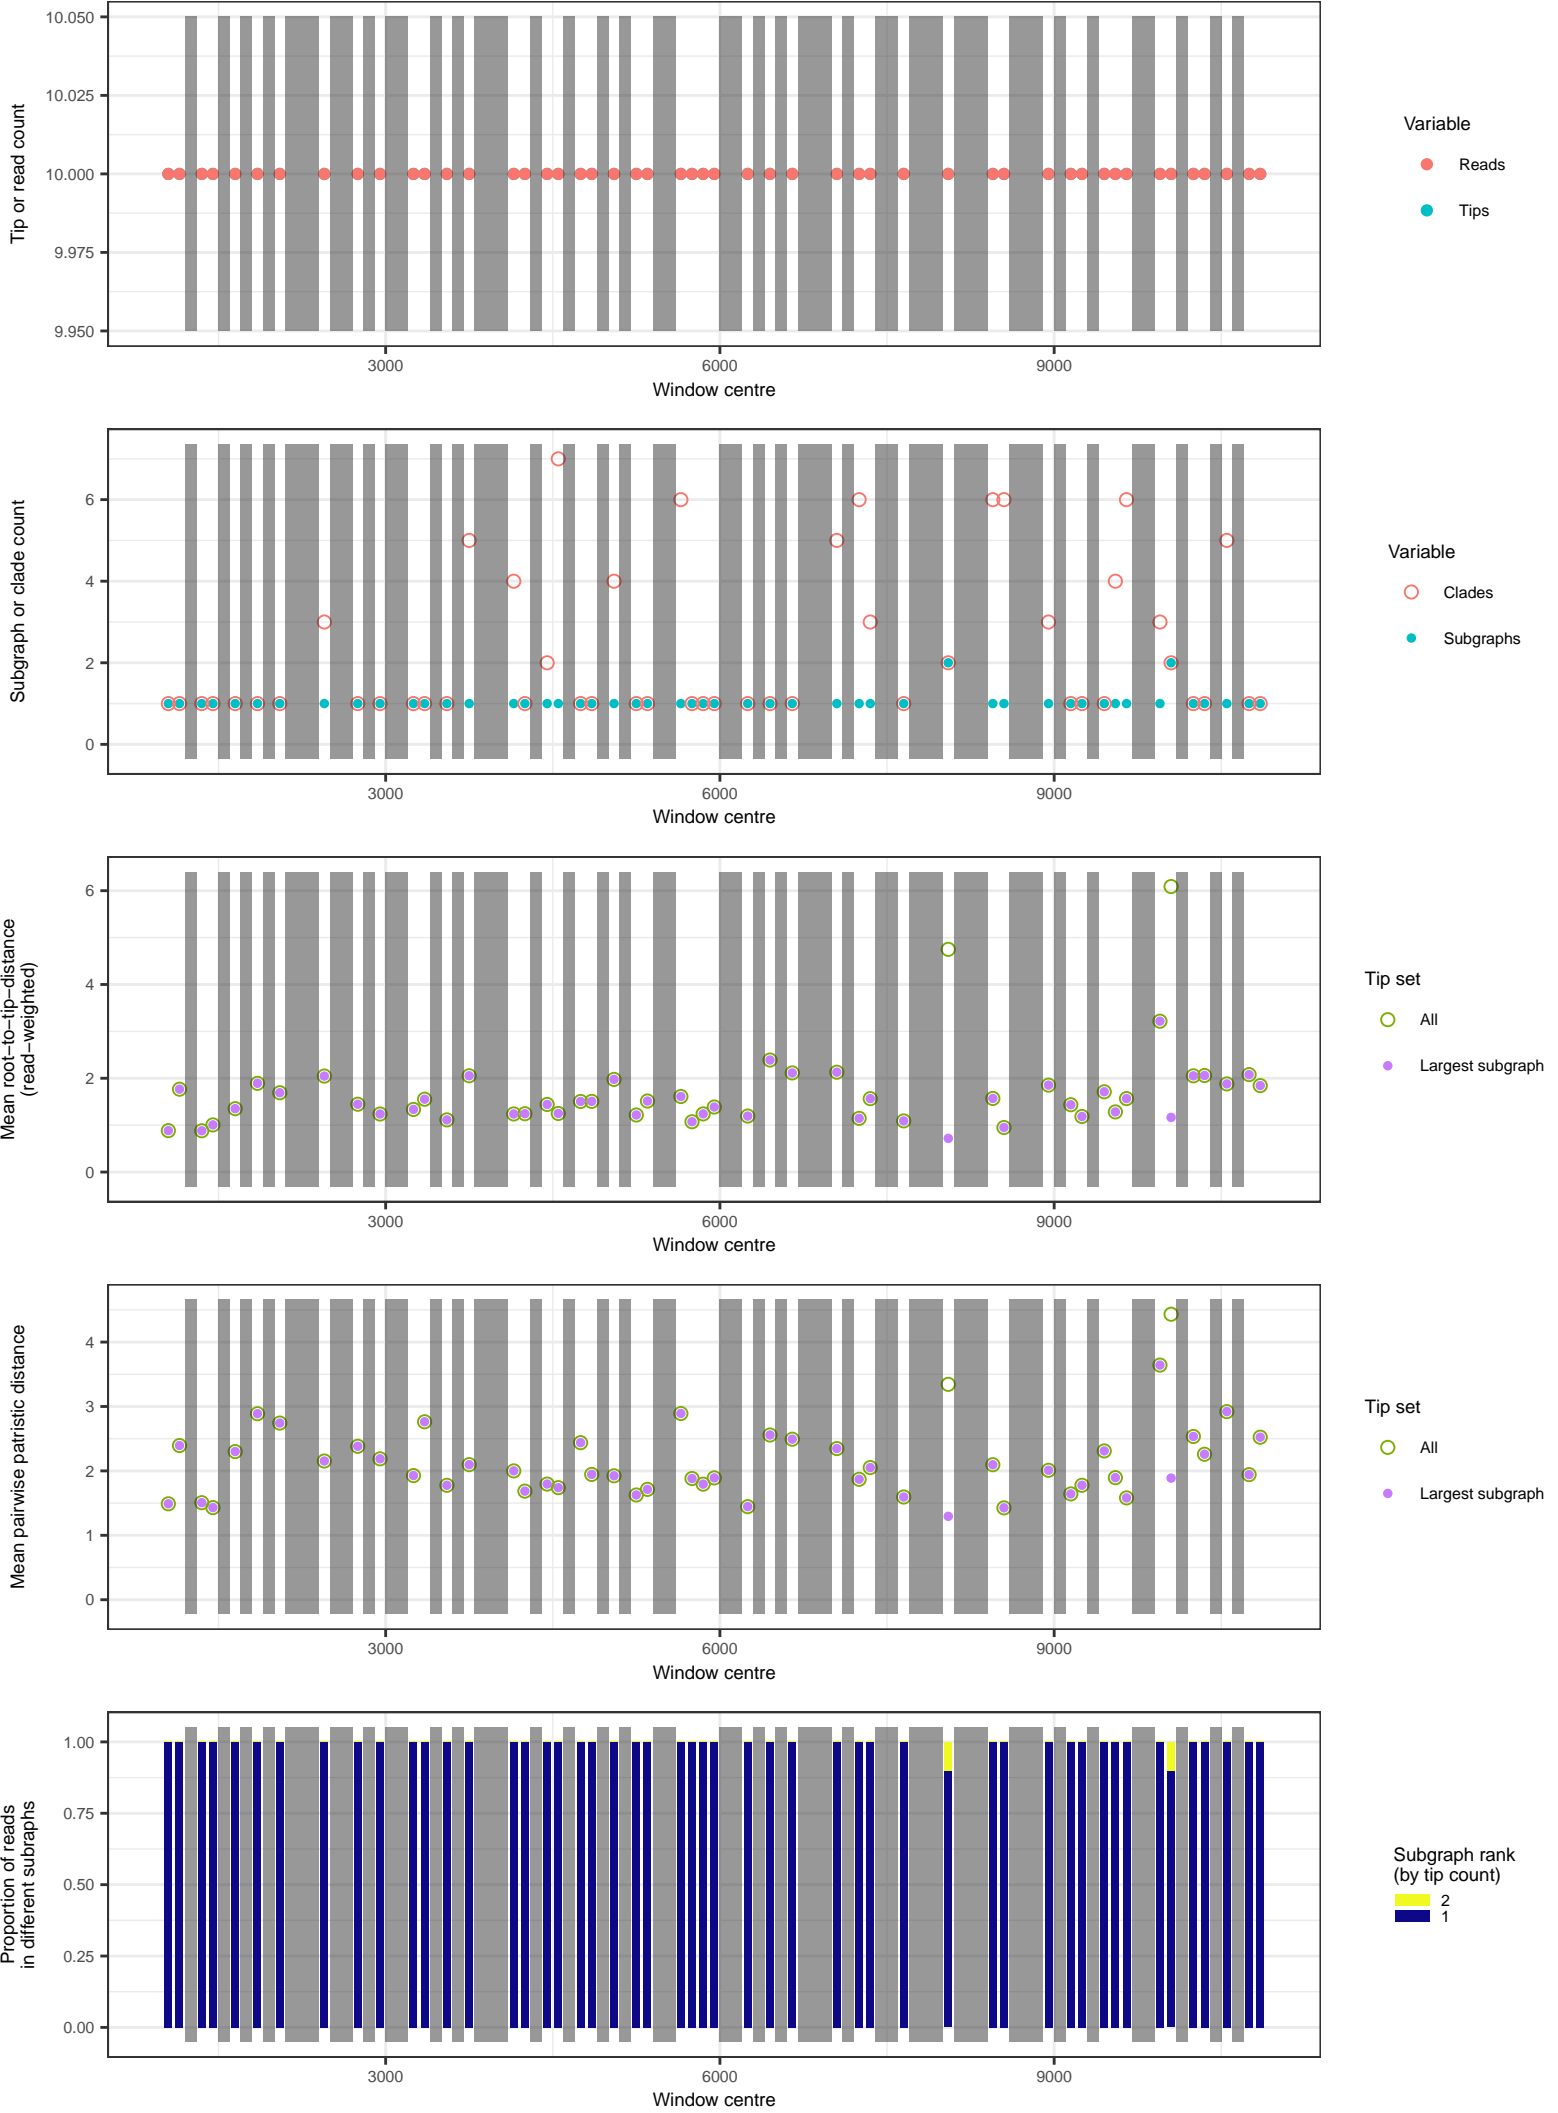 10.050
10.025
10.000
9.975
9.950
Tip or read count
3000
6000
9000
Window centre
Variable
Reads
Tips
6
4
2
0
Subgraph or clade count
3000
6000
9000
Window centre
Variable
Clades
Subgraphs
6
4
2
0
Mean root−to−tip−distance
(read−weighted)
3000
6000
9000
Window centre
Tip set
All
Largest subgraph
4
3
2
1
0
Mean pairwise patristic distance
3000
6000
9000
Window centre
Tip set
All
Largest subgraph
1.00
0.75
0.50
0.25
0.00
Proportion of reads
in different subraphs
3000
6000
9000
Window centre
Subgraph rank
(by tip count)
2
1